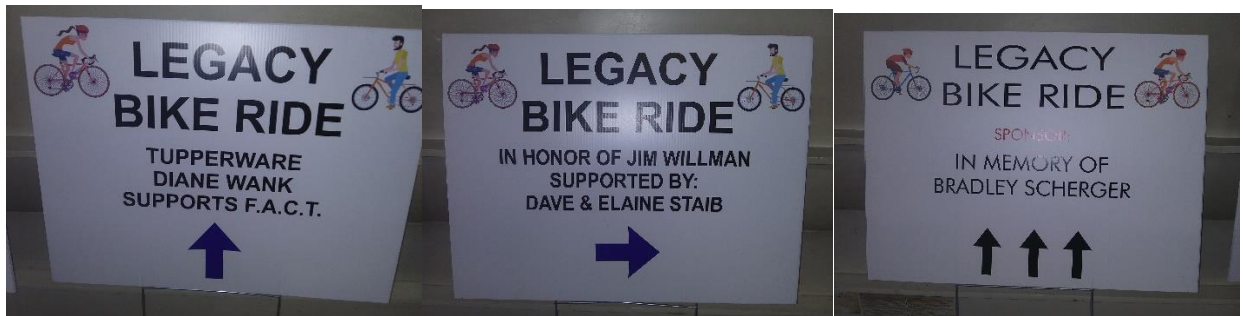 LEGACY
BIKE RIDE
TUPPERWARE
DIANE WANK
SUPPORTS F.A.C.T.
LEGACY
BIKE RIDE
IN HONOR OF JIM WILLMAN
SUPPORTED BY:
DAVE & ELAINE STAIB
LEGACY
BIKE RIDE
SPONSOR:
IN MEMORY OF
BRADLEY SCHERGER